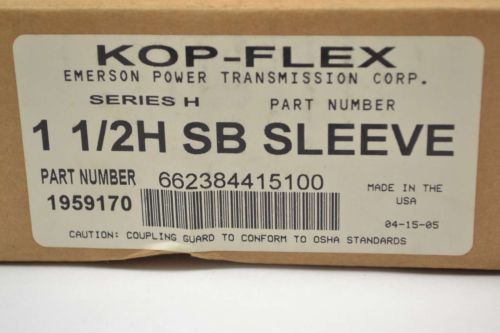 KOP-FLEX
EMERSON POWER TRANSMISSION CORP.
SERIES H PART NUMBER
1 1/2H SB SLEEVE
PART NUMBER 662384415100
1959170
MADE IN THE
USA
04-15-05
CAUTION: COUPLING GUARD TO CONFORM TO OSHA STANDARDS